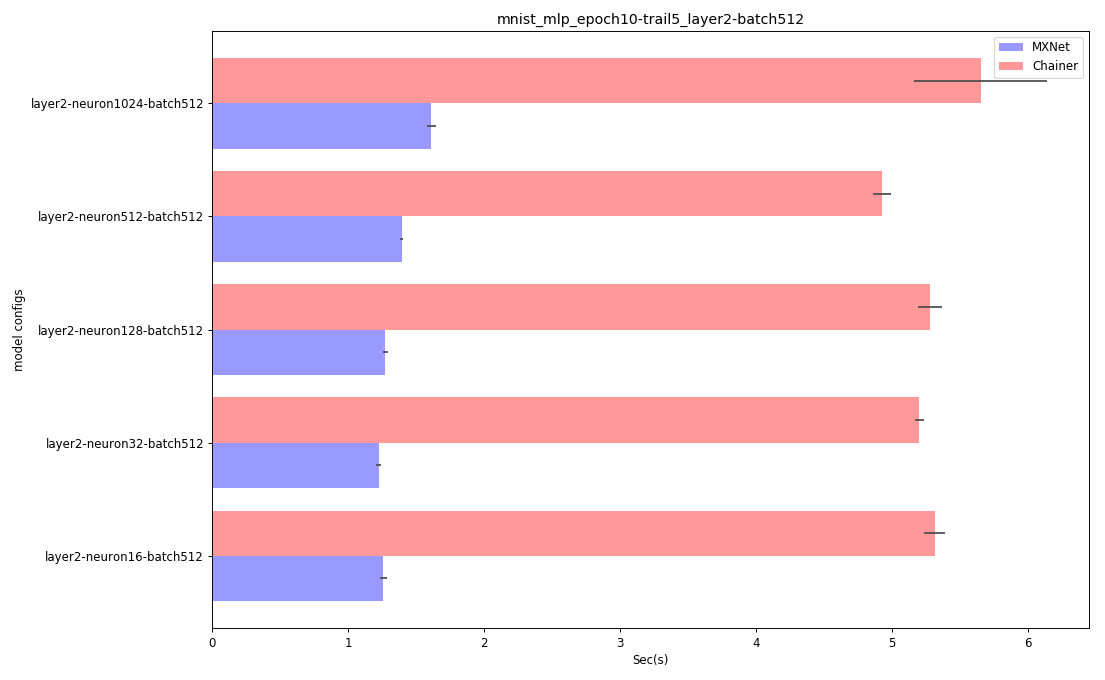 mnist_mlp_epoch10-trail5_layer2-batch512
MXNet
Chainer
layer2-neuron1024-batch512
layer2-neuron512-batch512
layer2-neuron128-batch512
layer2-neuron32-batch512
layer2-neuron16-batch512
model configs
0 1 2 3 4 5 6
Sec(s)